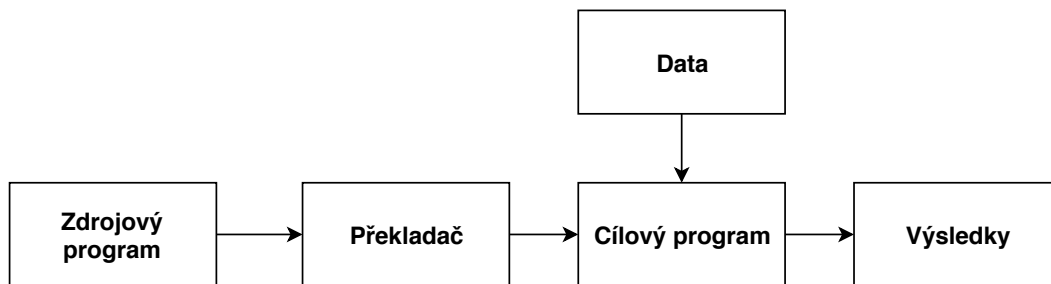 Data
Zdrojový
program
Překladač
Cílový program
Výsledky